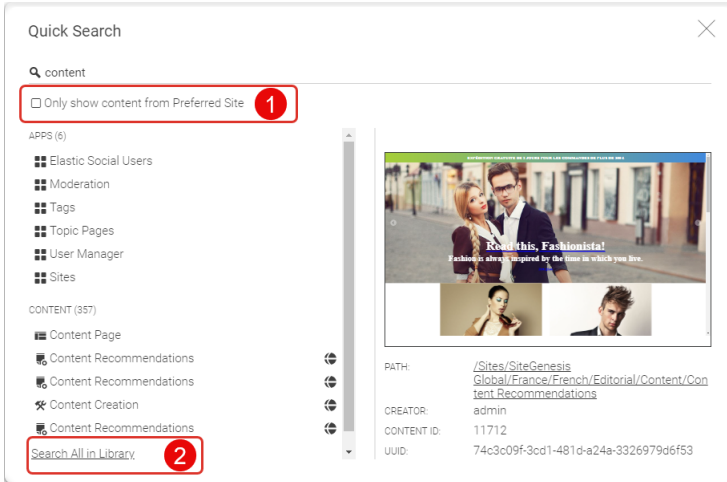 Quick Search
content
Only show content from Preferred Site
1
APPS (6)
Elastic Social Users
Moderation
Tags
Topic Pages
User Manager
Sites
CONTENT (357)
Content Page
Content Recommendations
Content Recommendations
Content Creation
Content Recommendations
Search All in Library
2
Read this, Fashionista!
Fashion is always inspired by the time in which you live.
PATH: /Sites/SiteGenesis
Global/France/French/Editorial/Content/Con
tent Recommendations
CREATOR: admin
CONTENT ID: 11712
UUID: 74c3c09f-3cd1-481d-a24a-3326979d6f53